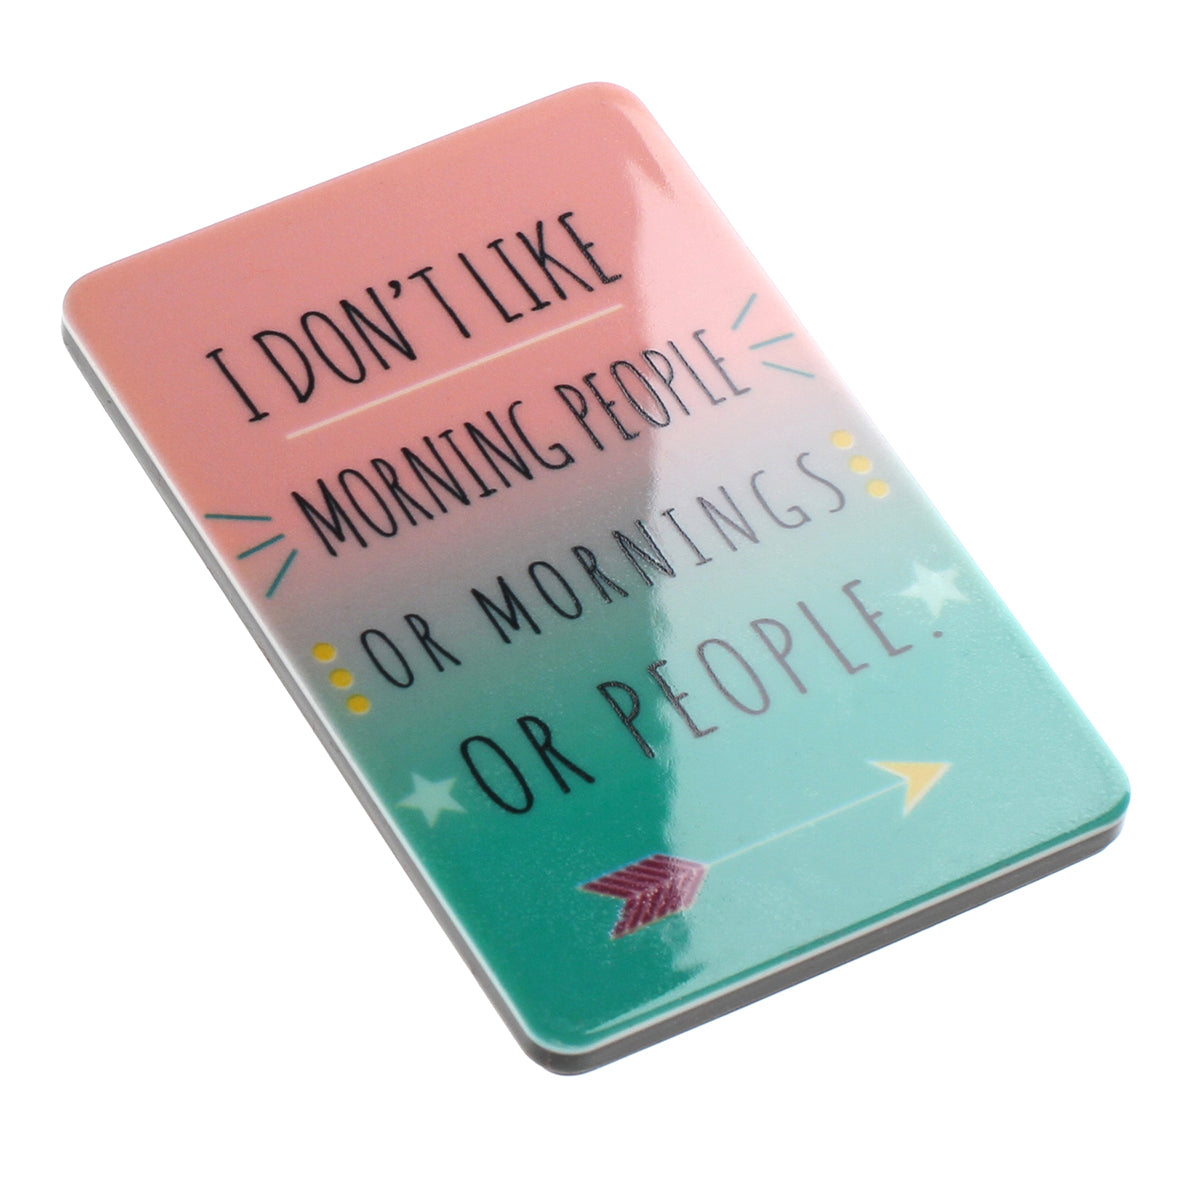 I DON'T LIKE
MORNING PEOPLE
OR MORNINGS
OR PEOPLE.